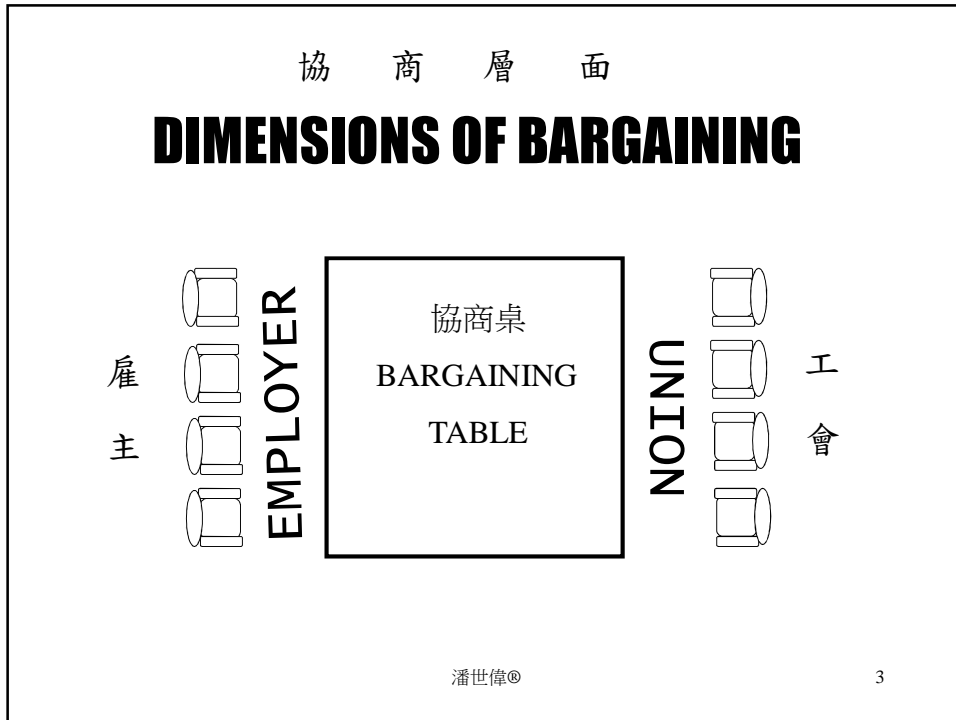 協 商 層 面
DIMENSIONS OF BARGAINING
雇
主
EMPLOYER
協商桌
BARGAINING
TABLE
UNION
工
會
潘世偉®
3